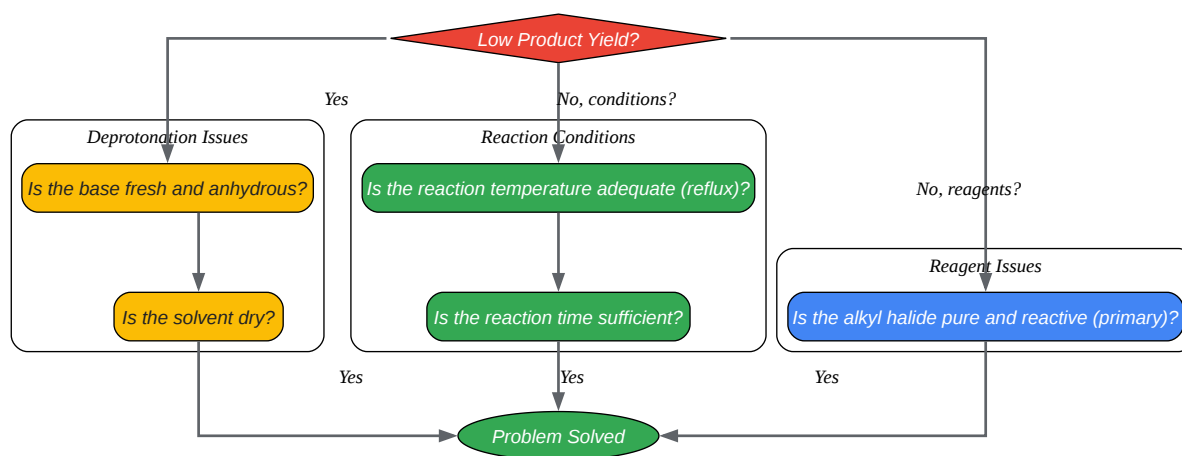 Low Product Yield?
Yes
No, conditions?
Deprotonation Issues
Reaction Conditions
Is the base fresh and anhydrous?
Is the reaction temperature adequate (reflux)?
No, reagents?
Reagent Issues
Is the solvent dry?
Is the reaction time sufficient?
Is the alkyl halide pure and reactive (primary)?
Yes
Yes
Yes
Problem Solved